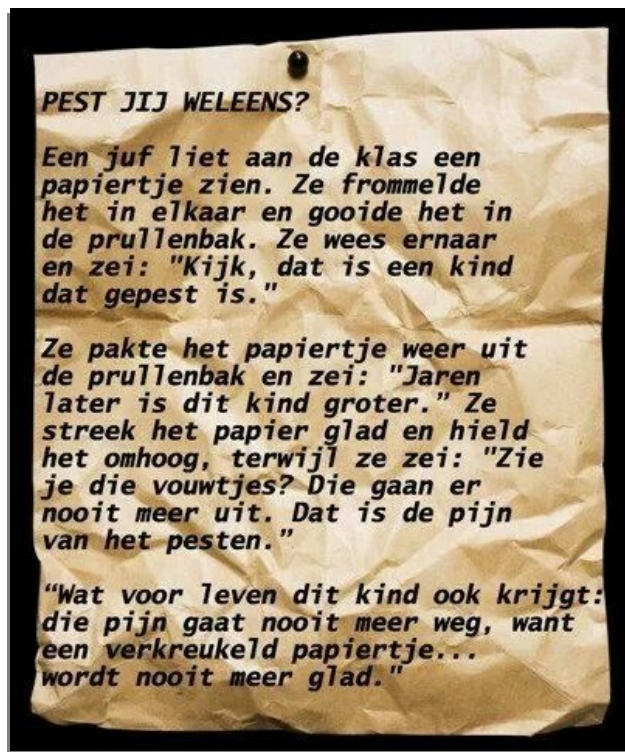 PEST JIJ WELEENS?
Een juf liet aan de klas een
papiertje zien. Ze frommelde
het in elkaar en gooide het in
de prullenbak. Ze wees ernaar
en zei: "Kijk, dat is een kind
dat gepest is."
Ze pakte het papiertje weer uit
de prullenbak en zei: "Jaren
later is dit kind groter.” Ze
streek het papier glad en hield
het omhoog, terwijl ze zei: "Zie
je die vouwtjes? Die gaan er
nooit meer uit. Dat is de pijn
van het pesten.”
“Wat voor leven dit kind ook krijgt:
die pijn gaat nooit meer weg, want
een verkreukeld papiertje...
wordt nooit meer glad."